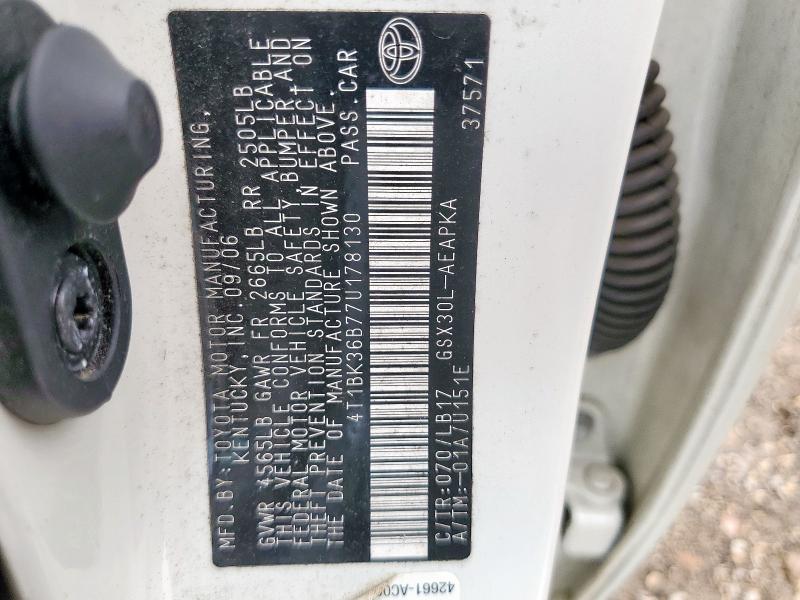 MFD. BY: TOYOTA MOTOR MANUFACTURING,
KENTUCKY, INC. 09/06
GVWR 4565LB GAWR FR 2665LB RR 2505LB
THIS VEHICLE CONFORMS TO ALL APPLICABLE
FEDERAL MOTOR VEHICLE SAFETY, BUMPER, AND
THEFT PREVENTION STANDARDS IN EFFECT ON
THE DATE OF MANUFACTURE SHOWN ABOVE.
4T1BK36B77U178130 PASS. CAR
C/TR: 070/LB17 GSX30L-AEAPKA 37571
A/TM: -01A/U151E